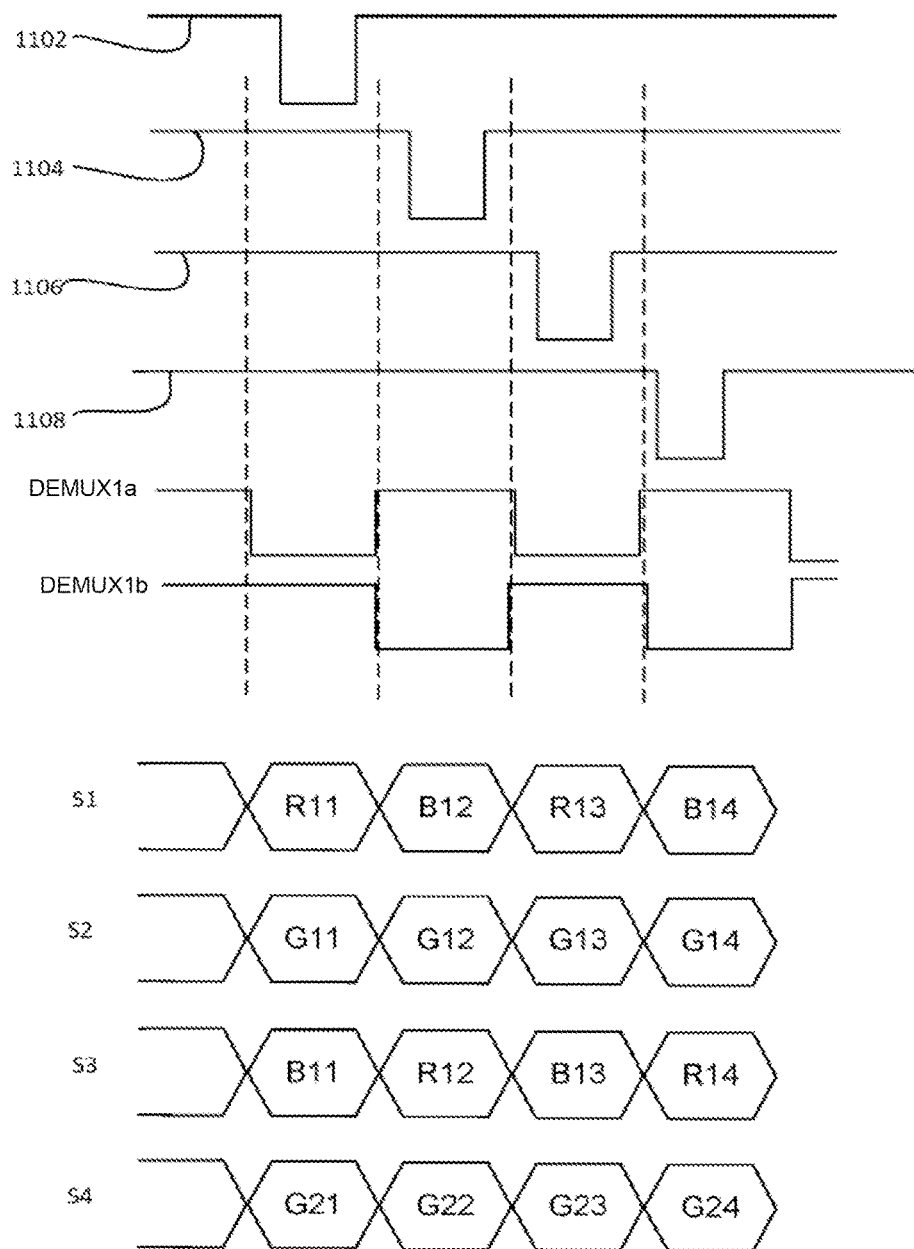 1102
1104
1106
1108
DEMUX1a
DEMUX1b
S1 R11 B12 R13 B14
S2 G11 G12 G13 G14
S3 B11 R12 B13 R14
S4 G21 G22 G23 G24